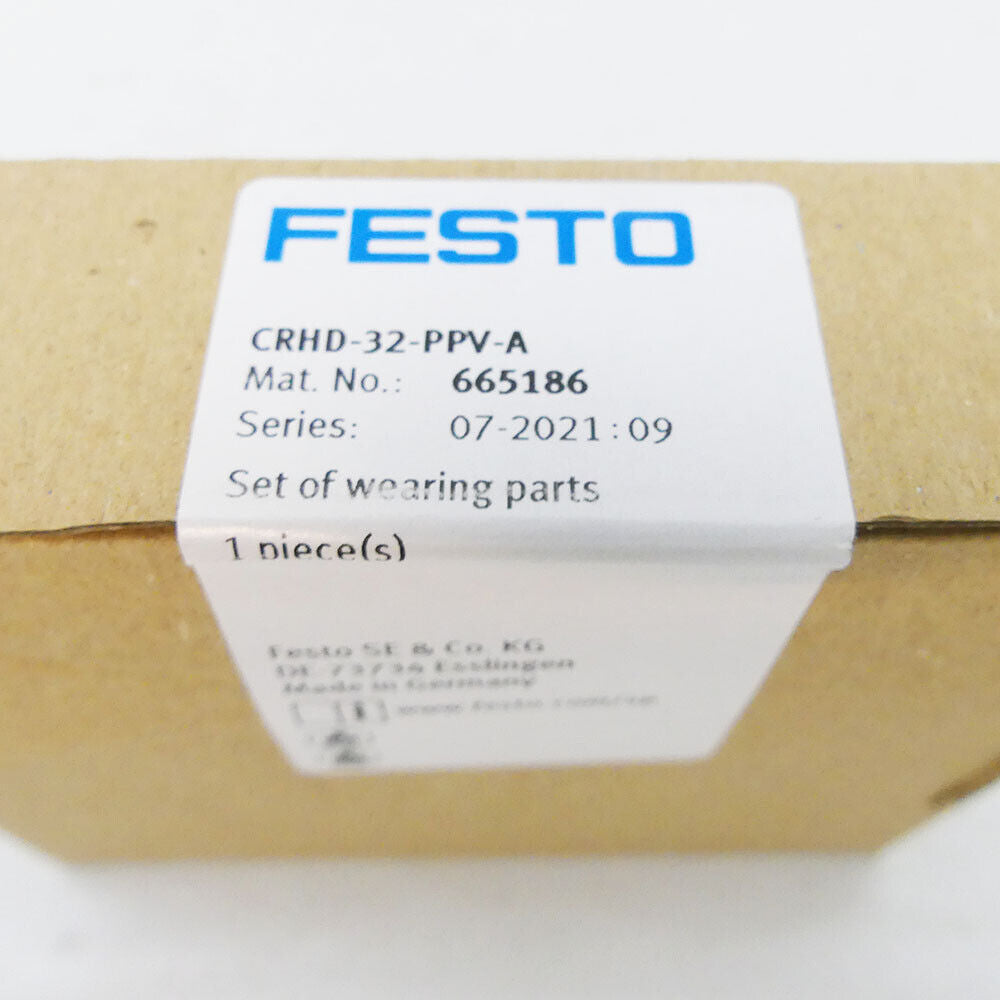 FESTO
CRHD-32-PPV-A
Mat. No.: 665186
Series: 07-2021:09
Set of wearing parts
1 piece(s)
Festo SE & Co. KG
DE-73734 Esslingen
Made in Germany